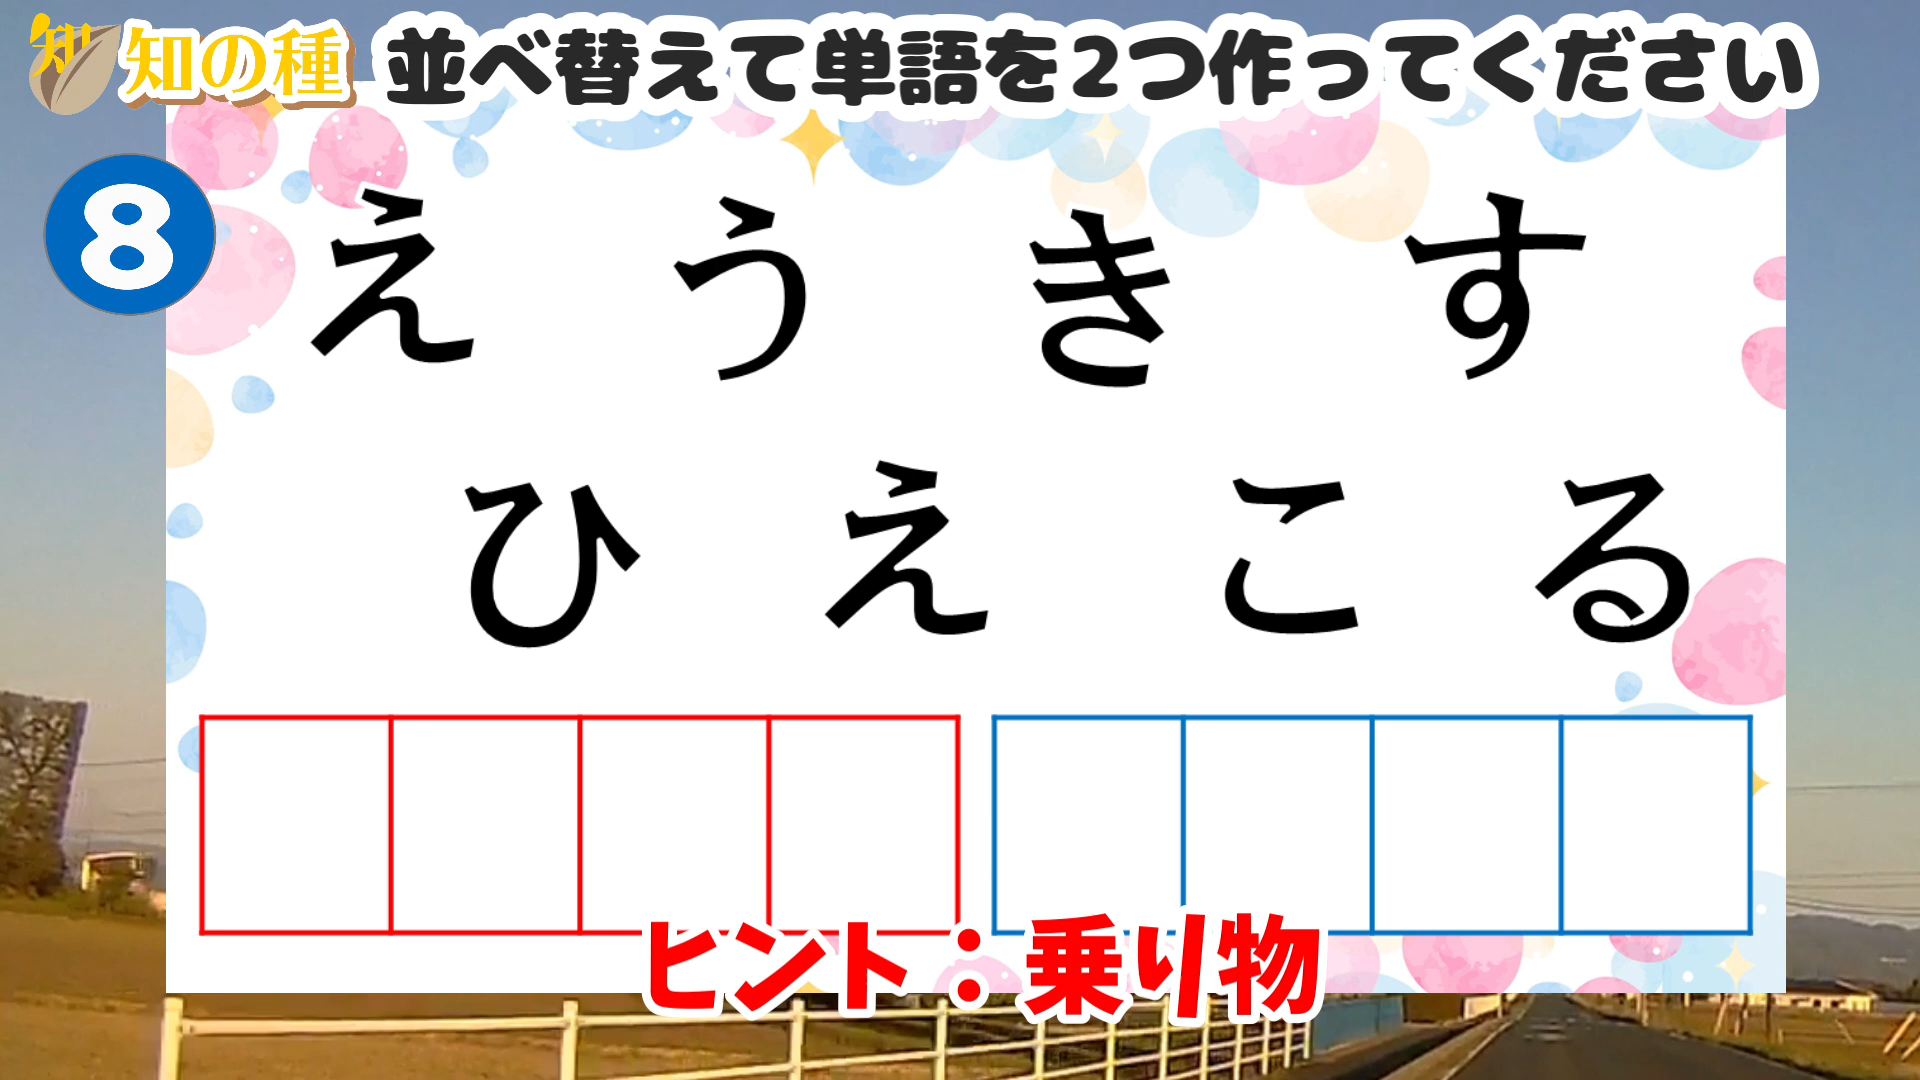 知 知の種 並べ替えて単語を2つ作ってください
8
え う き す
ひ え こ る
ヒント：乗り物